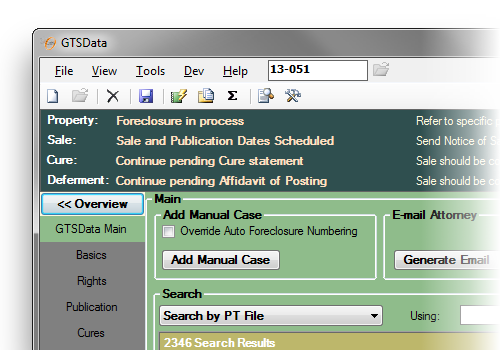 GTSData
File View Tools Dev Help 13-051
Σ
Property: Foreclosure in process Refer to specific
Sale: Sale and Publication Dates Scheduled Send Notice of
Cure: Continue pending Cure statement Sale should be
Deferment: Continue pending Affidavit of Posting Sale should be
<< Overview
GTSData Main
Basics
Rights
Publication
Cures
Main
Add Manual Case
Override Auto Foreclosure Numbering
Add Manual Case
E-mail Attorney
Generate Email
Search
Search by PT File Using:
2346 Search Results